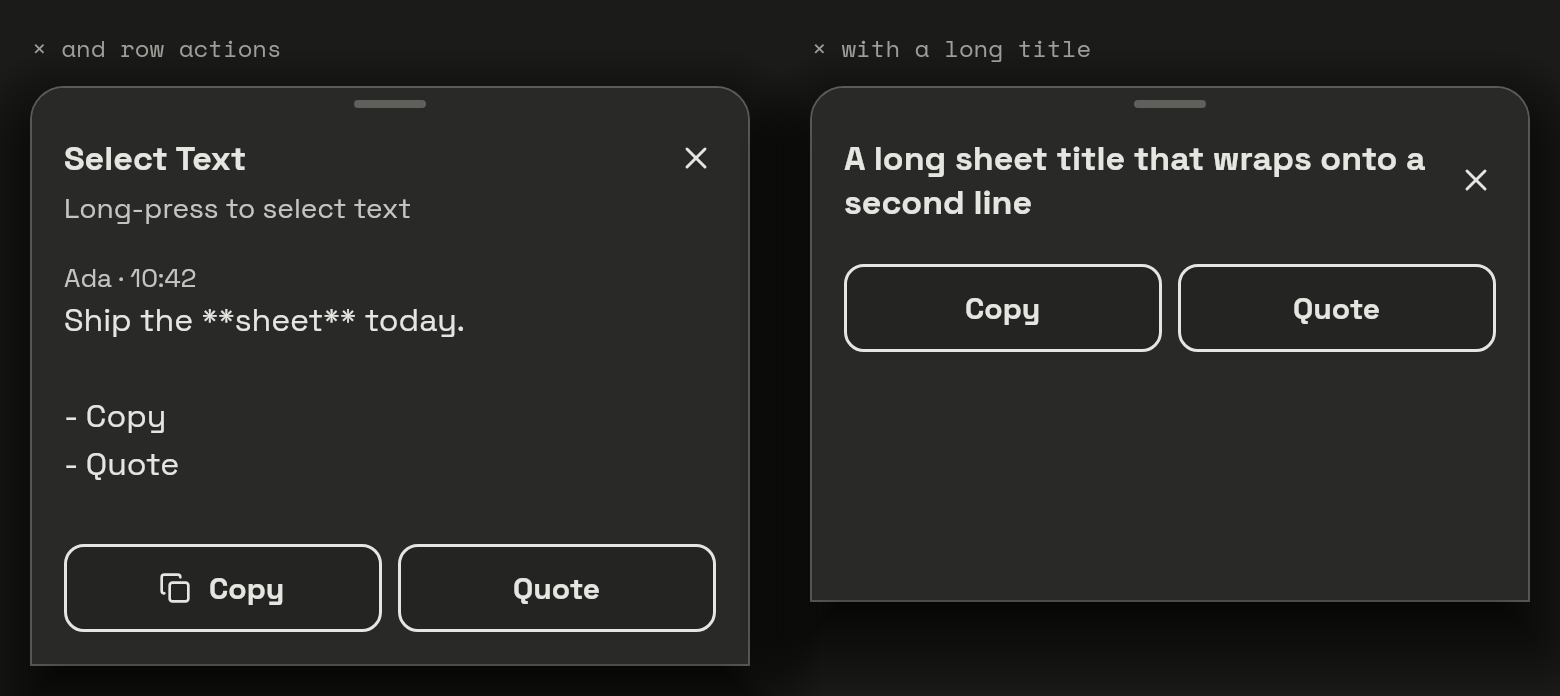 × and row actions
Select Text
Long-press to select text
Ada · 10:42
Ship the **sheet** today.
- Copy
- Quote
Copy
Quote
× with a long title
A long sheet title that wraps onto a
second line
Copy
Quote